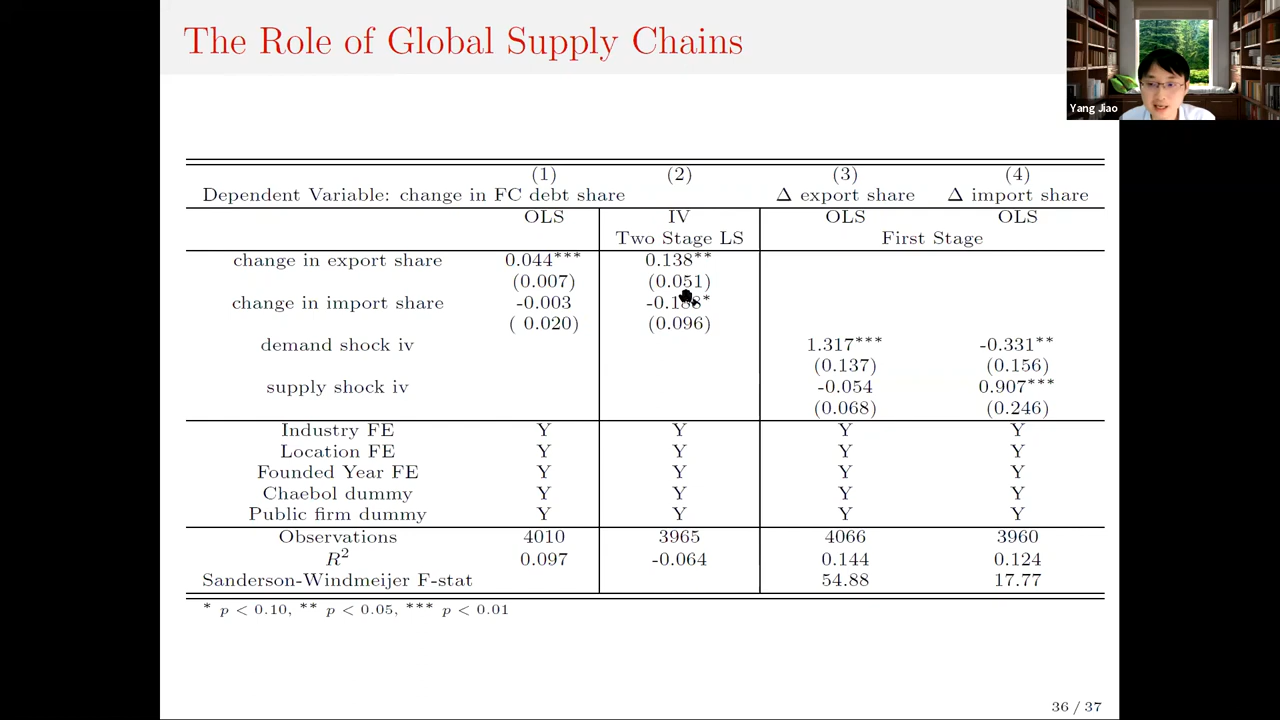 The Role of Global Supply Chains
Yang Jiao
(1) (2) (3) (4)
Dependent Variable: change in FC debt share Δ export share Δ import share
OLS IV OLS OLS
Two Stage LS First Stage
change in export share 0.044*** 0.138**
(0.007) (0.051)
change in import share -0.003
( 0.020) (0.096)
demand shock iv 1.317*** -0.331**
(0.137) (0.156)
supply shock iv -0.054 0.907***
(0.068) (0.246)
Industry FE Y Y Y Y
Location FE Y Y Y Y
Founded Year FE Y Y Y Y
Chaebol dummy Y Y Y Y
Public firm dummy Y Y Y Y
Observations 4010 3965 4066 3960
R² 0.097 -0.064 0.144 0.124
Sanderson-Windmeijer F-stat 54.88 17.77
* p < 0.10, ** p < 0.05, *** p < 0.01
36 / 37